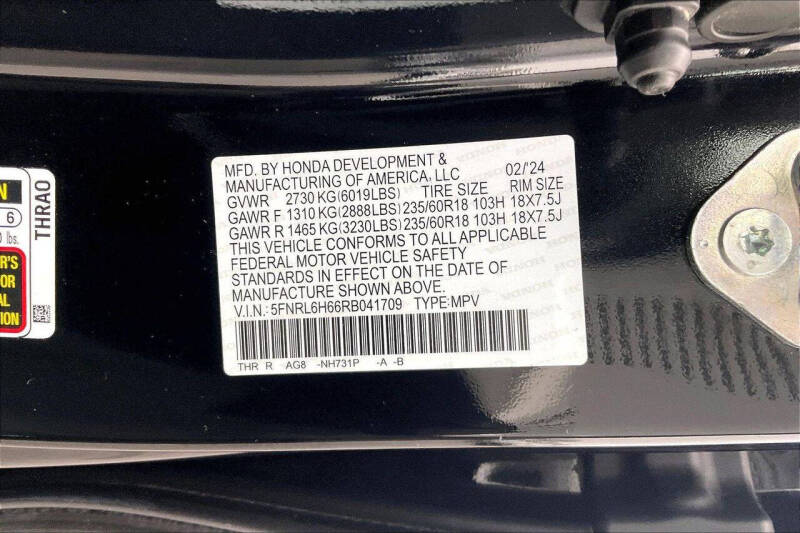 MFD. BY HONDA DEVELOPMENT &
MANUFACTURING OF AMERICA, LLC 02/'24
GVWR 2730 KG(6019LBS) TIRE SIZE RIM SIZE
GAWR F 1310 KG(2888LBS) 235/60R18 103H 18X7.5J
GAWR R 1465 KG(3230LBS) 235/60R18 103H 18X7.5J
THIS VEHICLE CONFORMS TO ALL APPLICABLE
FEDERAL MOTOR VEHICLE SAFETY
STANDARDS IN EFFECT ON THE DATE OF
MANUFACTURE SHOWN ABOVE.
V.I.N.: 5FNRL6H66RB041709 TYPE:MPV
THR R AG8 -NH731P -A -B
THRA0
6
lbs.